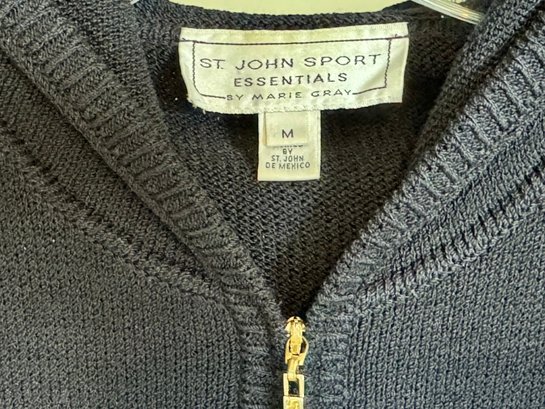 ST. JOHN SPORT
ESSENTIALS
BY MARIE GRAY
M
BY
ST. JOHN
DE MEXICO